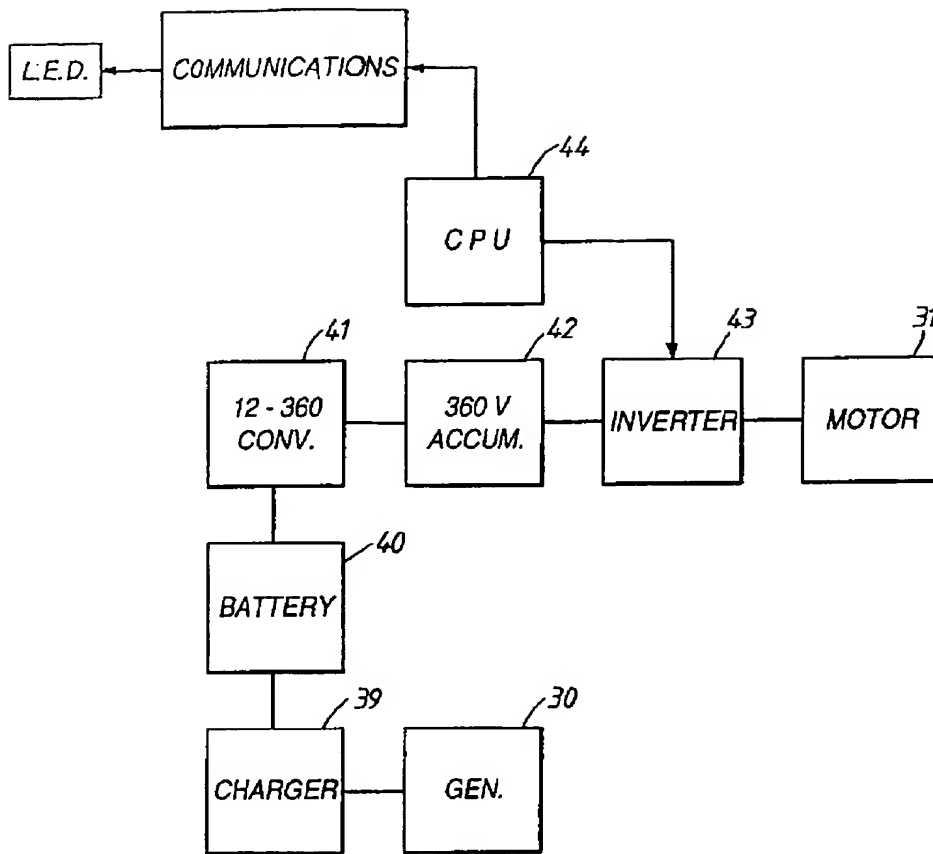 L.E.D.
COMMUNICATIONS
44
CPU
41
42
43
31
12 - 360
CONV.
360 V
ACCUM.
INVERTER
MOTOR
40
BATTERY
39
30
CHARGER
GEN.